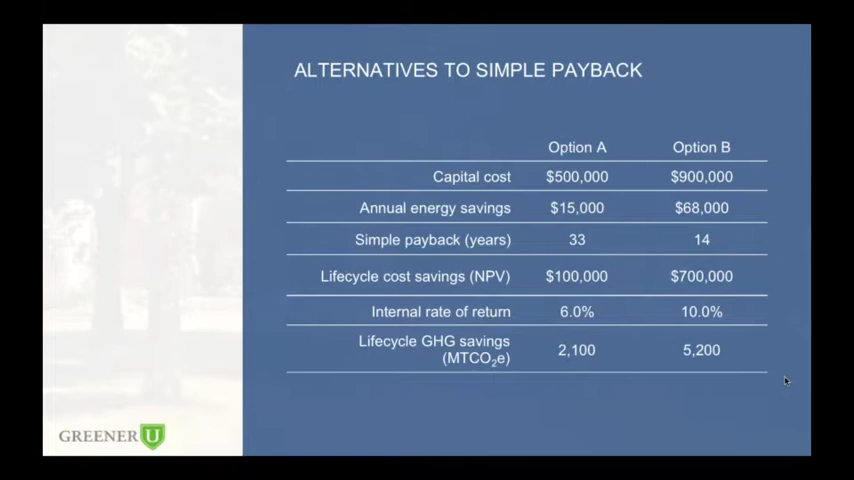 ALTERNATIVES TO SIMPLE PAYBACK
Option A Option B
Capital cost $500,000 $900,000
Annual energy savings $15,000 $68,000
Simple payback (years) 33 14
Lifecycle cost savings (NPV) $100,000 $700,000
Internal rate of return 6.0% 10.0%
Lifecycle GHG savings
(MTCO₂e) 2,100 5,200
GREENER U